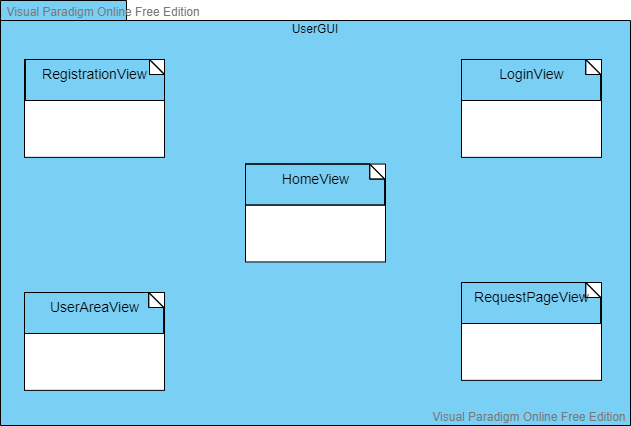 Visual Paradigm Online Free Edition
UserGUI
RegistrationView
LoginView
HomeView
RequestPageView
UserAreaView
Visual Paradigm Online Free Edition